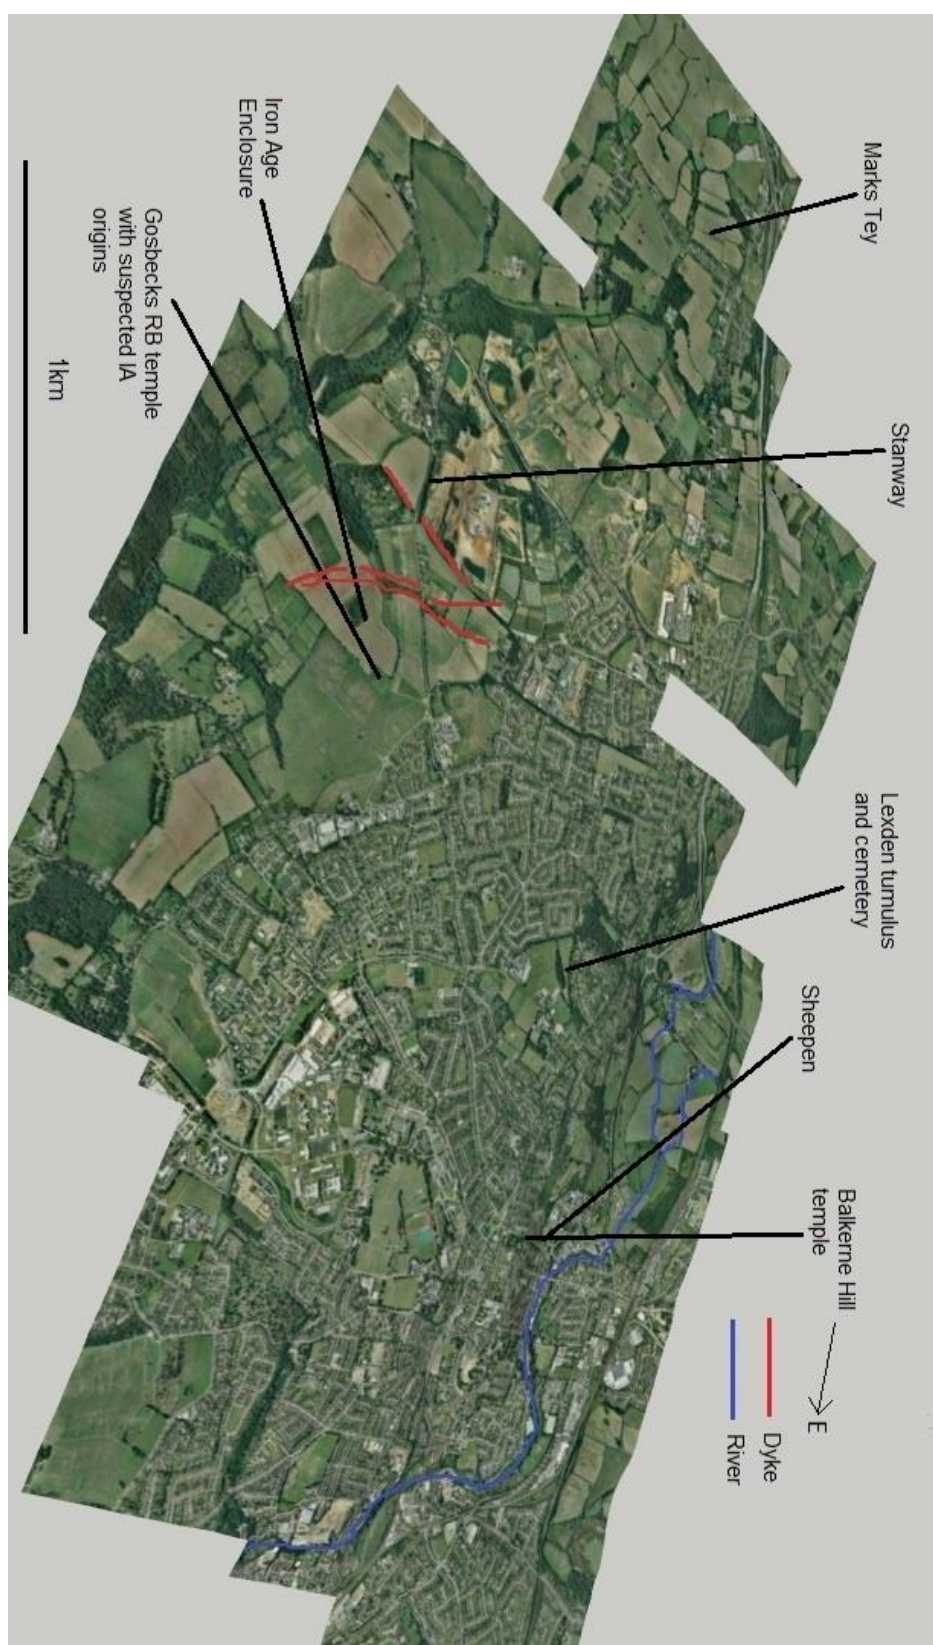 Marks Tey
Stanway
Lexden tumulus
and cemetery
Sheepen
Balkerne Hill
temple
E
Dyke
River
Iron Age
Enclosure
Gosbecks RB temple
with suspected IA
origins
1km